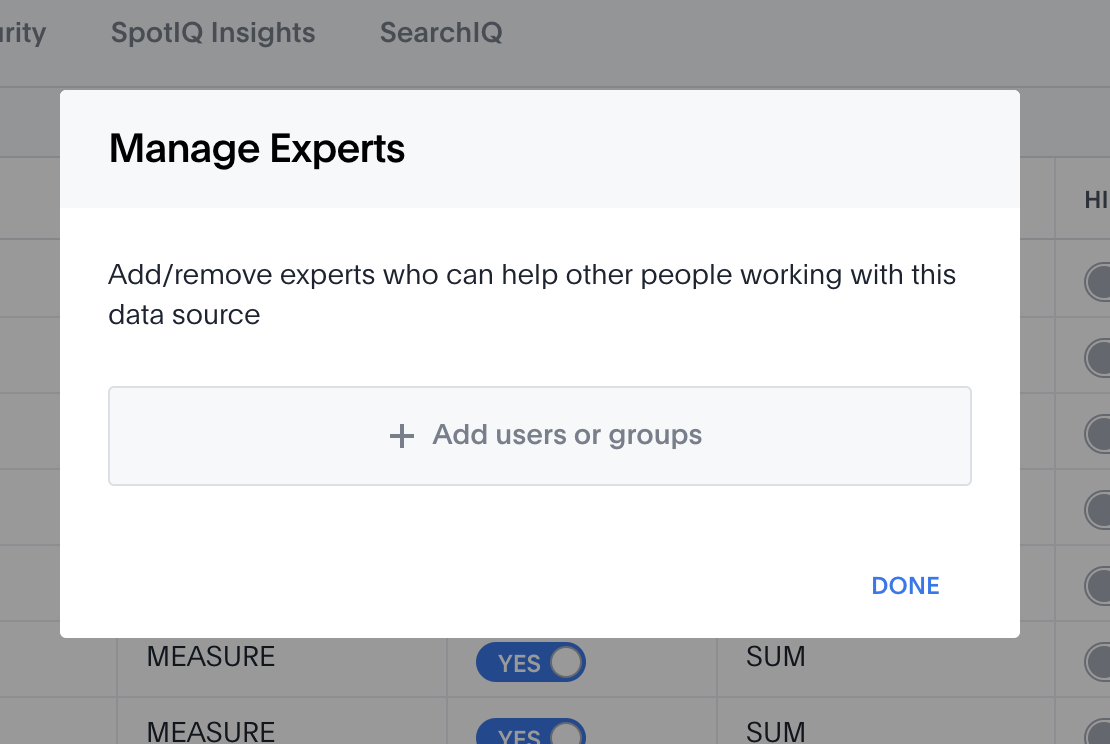 urity SpotIQ Insights SearchIQ
Manage Experts
HI
Add/remove experts who can help other people working with this
data source
+ Add users or groups
DONE
MEASURE YES SUM
MEASURE YES SUM